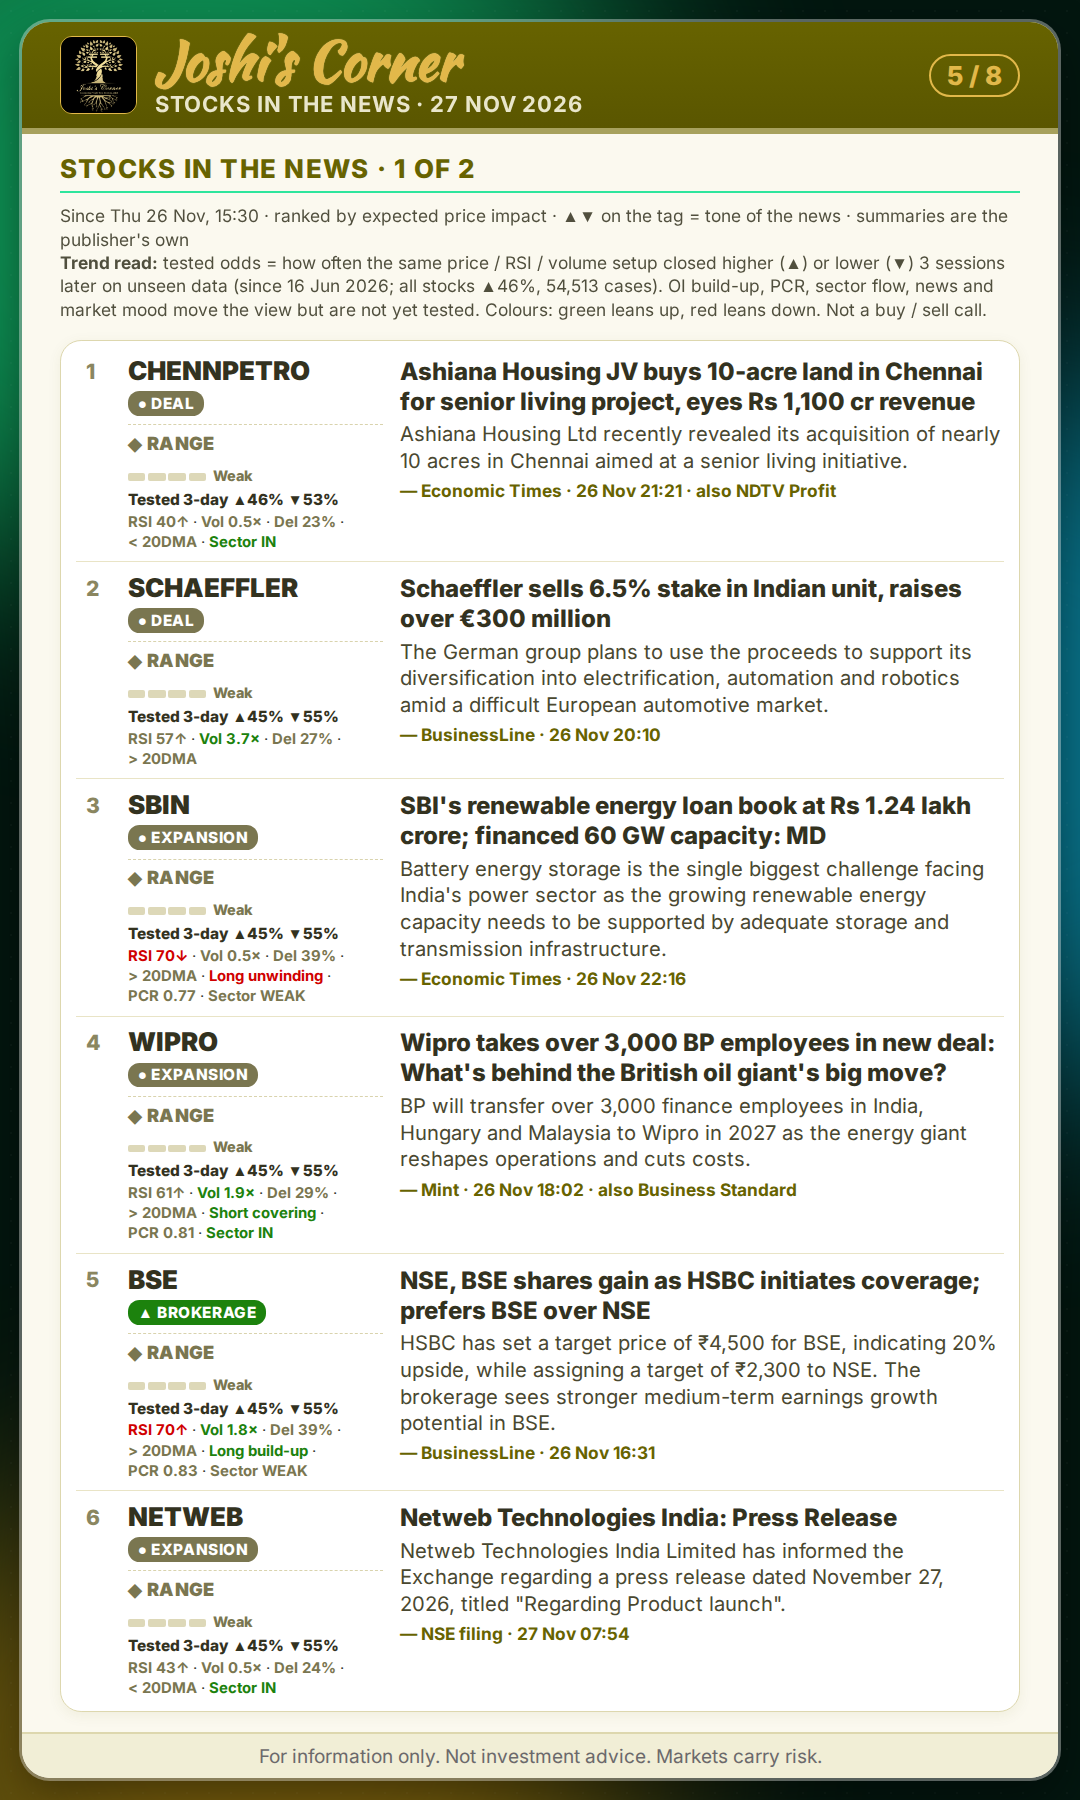 Joshi's Corner
Joshi's Corner
STOCKS IN THE NEWS · 27 NOV 2026
5 / 8
STOCKS IN THE NEWS · 1 OF 2
Since Thu 26 Nov, 15:30 · ranked by expected price impact · ▲▼ on the tag = tone of the news · summaries are the
publisher's own
Trend read: tested odds = how often the same price / RSI / volume setup closed higher (▲) or lower (▼) 3 sessions
later on unseen data (since 16 Jun 2026; all stocks ▲46%, 54,513 cases). OI build-up, PCR, sector flow, news and
market mood move the view but are not yet tested. Colours: green leans up, red leans down. Not a buy / sell call.
1
CHENNPETRO
● DEAL
◆ RANGE
Weak
Tested 3-day ▲46% ▼53%
RSI 40↑ · Vol 0.5× · Del 23% ·
< 20DMA · Sector IN
Ashiana Housing JV buys 10-acre land in Chennai
for senior living project, eyes Rs 1,100 cr revenue
Ashiana Housing Ltd recently revealed its acquisition of nearly
10 acres in Chennai aimed at a senior living initiative.
— Economic Times · 26 Nov 21:21 · also NDTV Profit
2
SCHAEFFLER
● DEAL
◆ RANGE
Weak
Tested 3-day ▲45% ▼55%
RSI 57↑ · Vol 3.7× · Del 27% ·
> 20DMA
Schaeffler sells 6.5% stake in Indian unit, raises
over €300 million
The German group plans to use the proceeds to support its
diversification into electrification, automation and robotics
amid a difficult European automotive market.
— BusinessLine · 26 Nov 20:10
3
SBIN
● EXPANSION
◆ RANGE
Weak
Tested 3-day ▲45% ▼55%
RSI 70↓ · Vol 0.5× · Del 39% ·
> 20DMA · Long unwinding ·
PCR 0.77 · Sector WEAK
SBI's renewable energy loan book at Rs 1.24 lakh
crore; financed 60 GW capacity: MD
Battery energy storage is the single biggest challenge facing
India's power sector as the growing renewable energy
capacity needs to be supported by adequate storage and
transmission infrastructure.
— Economic Times · 26 Nov 22:16
4
WIPRO
● EXPANSION
◆ RANGE
Weak
Tested 3-day ▲45% ▼55%
RSI 61↑ · Vol 1.9× · Del 29% ·
> 20DMA · Short covering ·
PCR 0.81 · Sector IN
Wipro takes over 3,000 BP employees in new deal:
What's behind the British oil giant's big move?
BP will transfer over 3,000 finance employees in India,
Hungary and Malaysia to Wipro in 2027 as the energy giant
reshapes operations and cuts costs.
— Mint · 26 Nov 18:02 · also Business Standard
5
BSE
▲ BROKERAGE
◆ RANGE
Weak
Tested 3-day ▲45% ▼55%
RSI 70↑ · Vol 1.8× · Del 39% ·
> 20DMA · Long build-up ·
PCR 0.83 · Sector WEAK
NSE, BSE shares gain as HSBC initiates coverage;
prefers BSE over NSE
HSBC has set a target price of ₹4,500 for BSE, indicating 20%
upside, while assigning a target of ₹2,300 to NSE. The
brokerage sees stronger medium-term earnings growth
potential in BSE.
— BusinessLine · 26 Nov 16:31
6
NETWEB
● EXPANSION
◆ RANGE
Weak
Tested 3-day ▲45% ▼55%
RSI 43↑ · Vol 0.5× · Del 24% ·
< 20DMA · Sector IN
Netweb Technologies India: Press Release
Netweb Technologies India Limited has informed the
Exchange regarding a press release dated November 27,
2026, titled "Regarding Product launch".
— NSE filing · 27 Nov 07:54
For information only. Not investment advice. Markets carry risk.